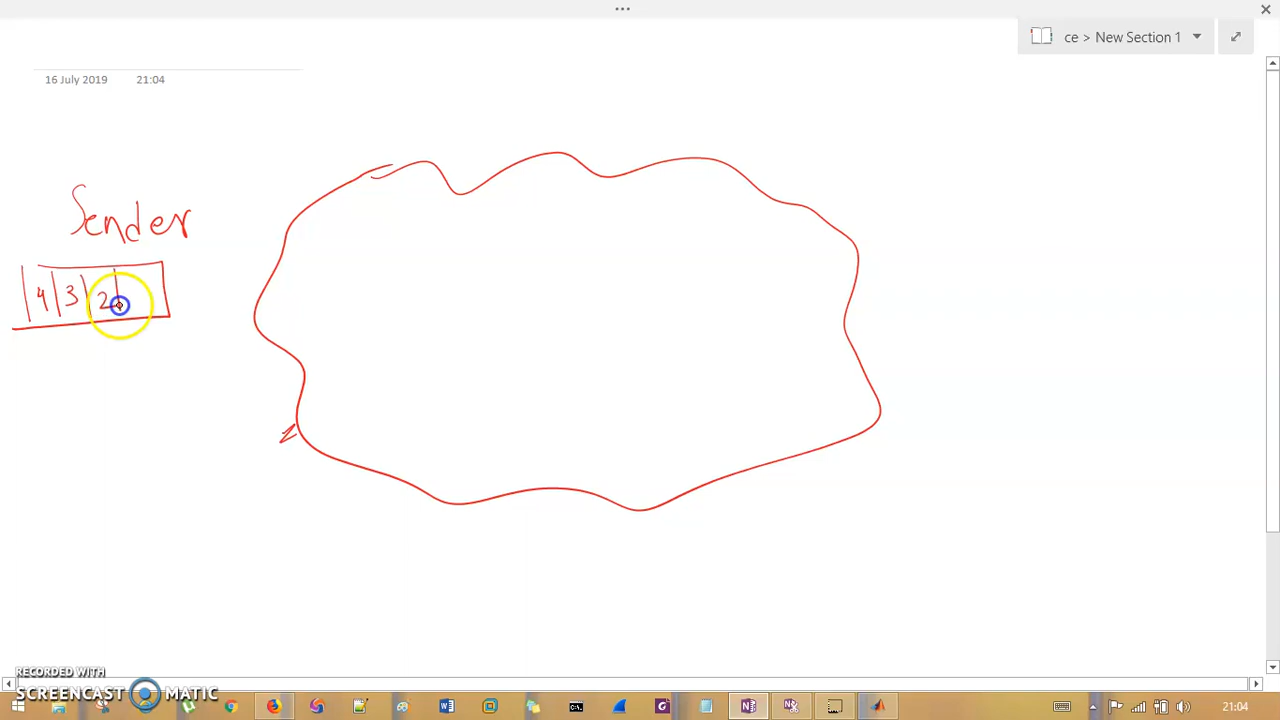 ...
ce > New Section 1
16 July 2019 21:04
Sender
4 3 2
RECORDED WITH
SCREENCAST MATIC
21:04